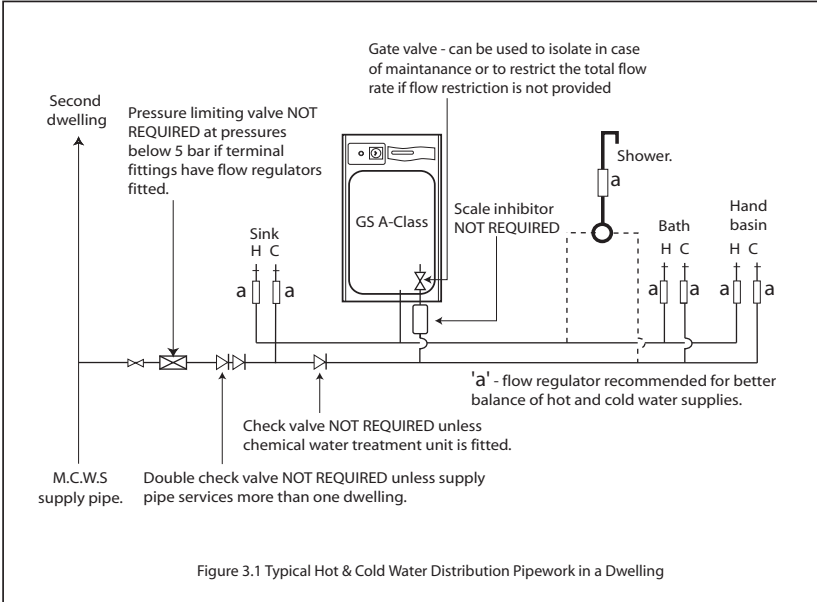 Gate valve - can be used to isolate in case
of maintanance or to restrict the total flow
rate if flow restriction is not provided
Second
dwelling
Pressure limiting valve NOT
REQUIRED at pressures
below 5 bar if terminal
fittings have flow regulators
fitted.
Shower.
a
GS A-Class
Scale inhibitor
NOT REQUIRED
Sink
H C
a a
Bath
H C
a a
Hand
basin
H C
a a
'a' - flow regulator recommended for better
balance of hot and cold water supplies.
Check valve NOT REQUIRED unless
chemical water treatment unit is fitted.
M.C.W.S
supply pipe.
Double check valve NOT REQUIRED unless supply
pipe services more than one dwelling.
Figure 3.1 Typical Hot & Cold Water Distribution Pipework in a Dwelling